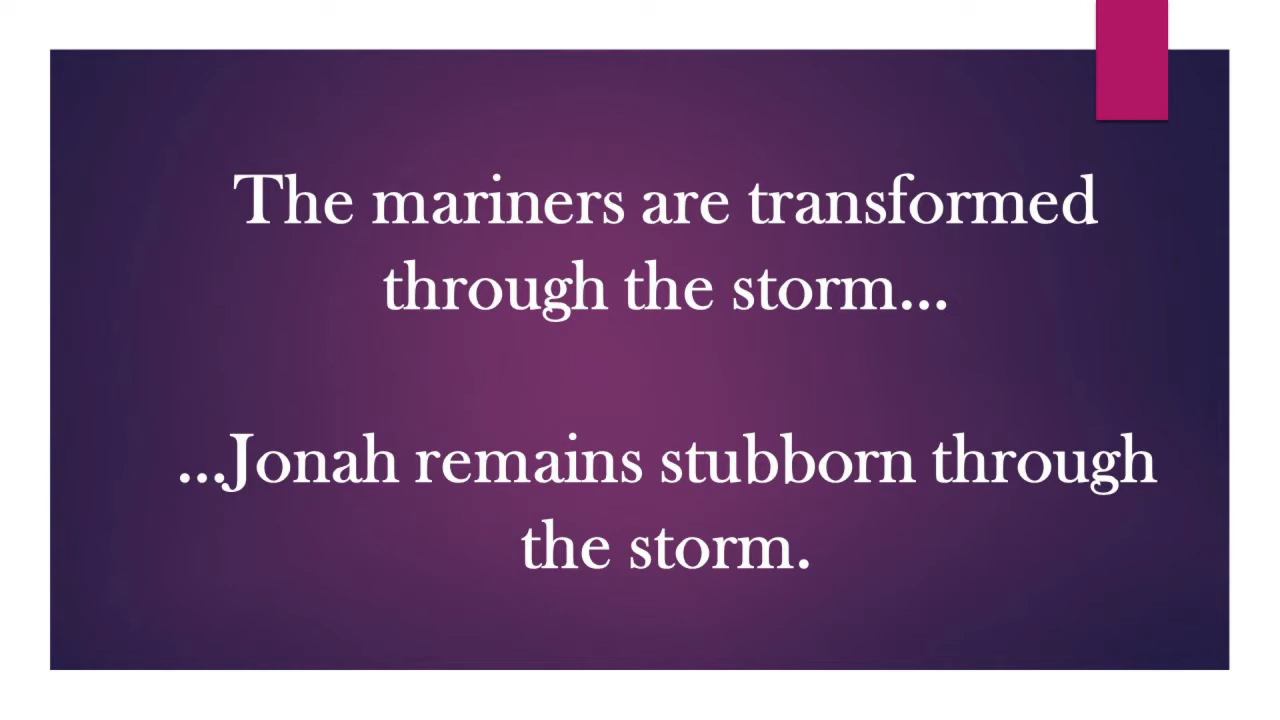 The mariners are transformed
through the storm...
...Jonah remains stubborn through
the storm.